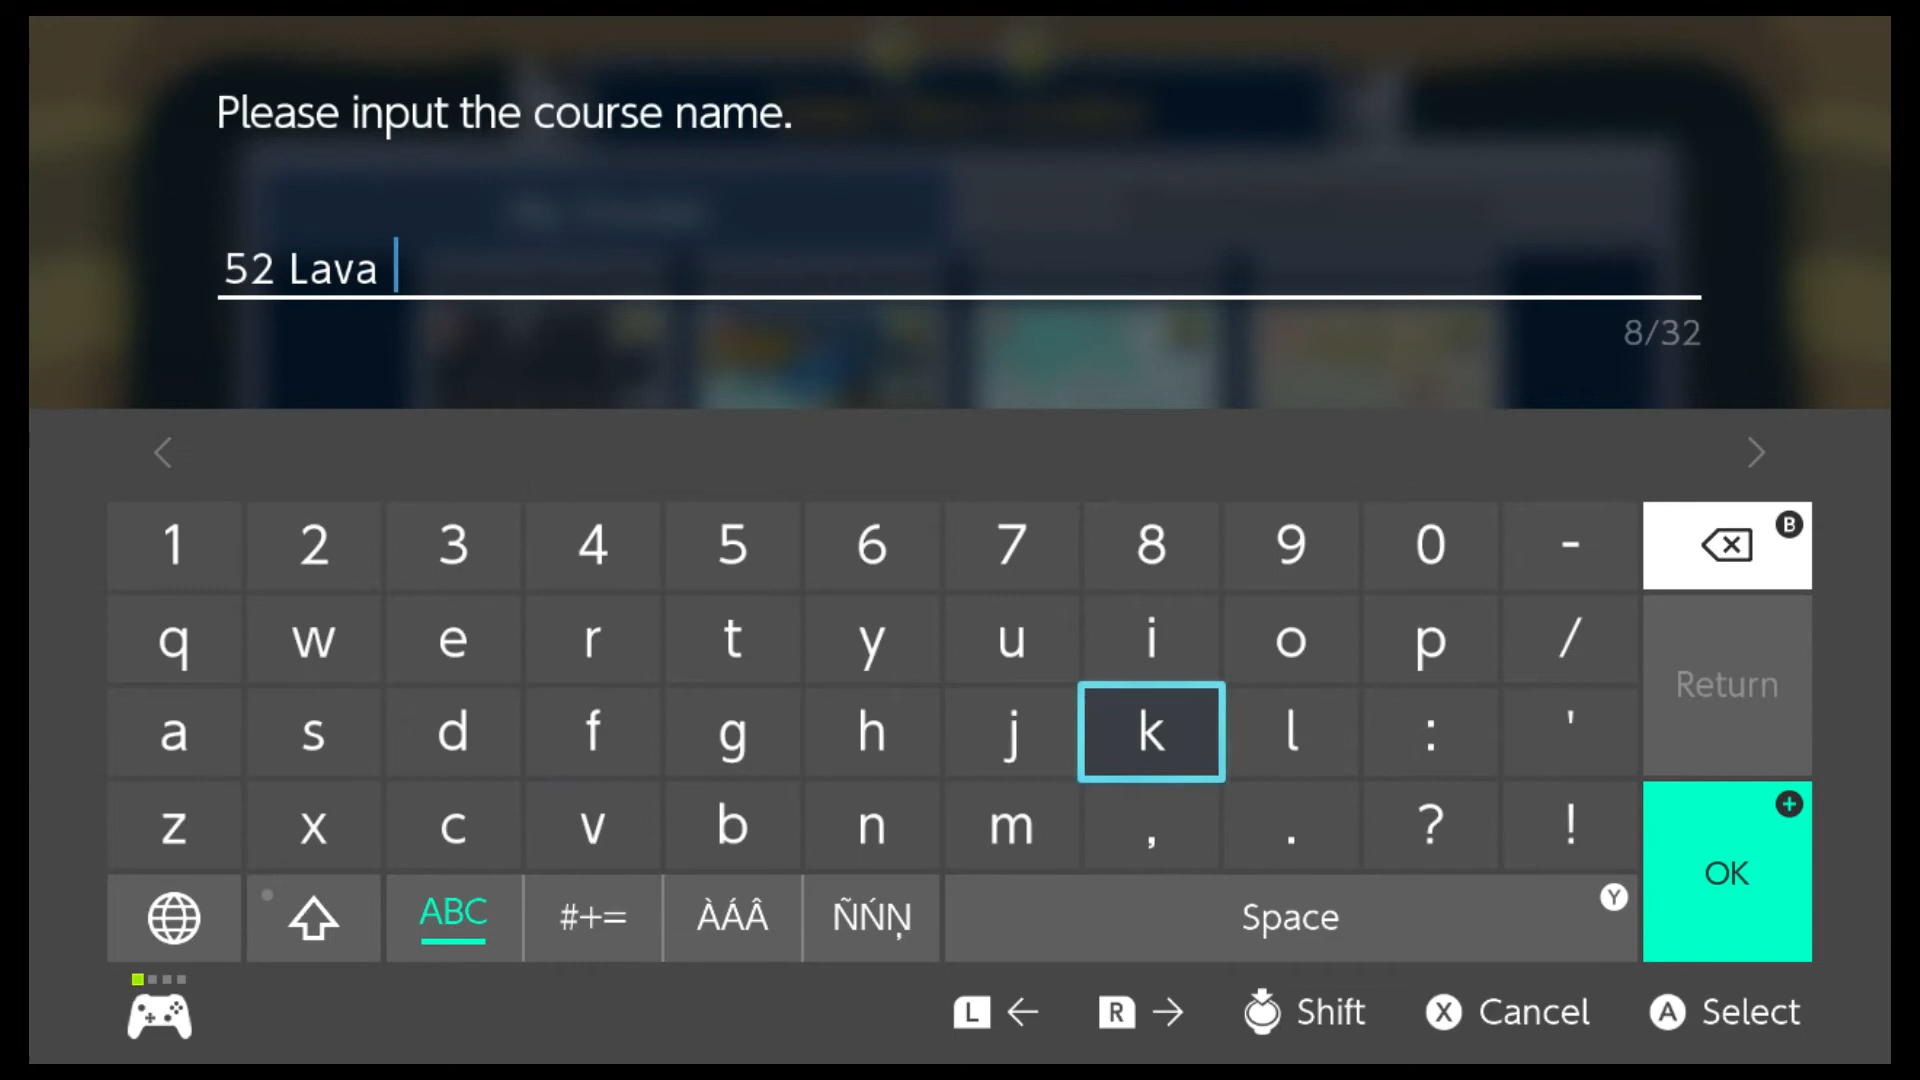 Please input the course name.
52 Lava
8/32
1 2 3 4 5 6 7 8 9 0 - B
q w e r t y u i o p / Return
a s d f g h j k l : '
z x c v b n m , . ? ! + OK
ABC #+= ÀÁÂ ÑŃŅ Space Y
L ← R → Shift X Cancel A Select